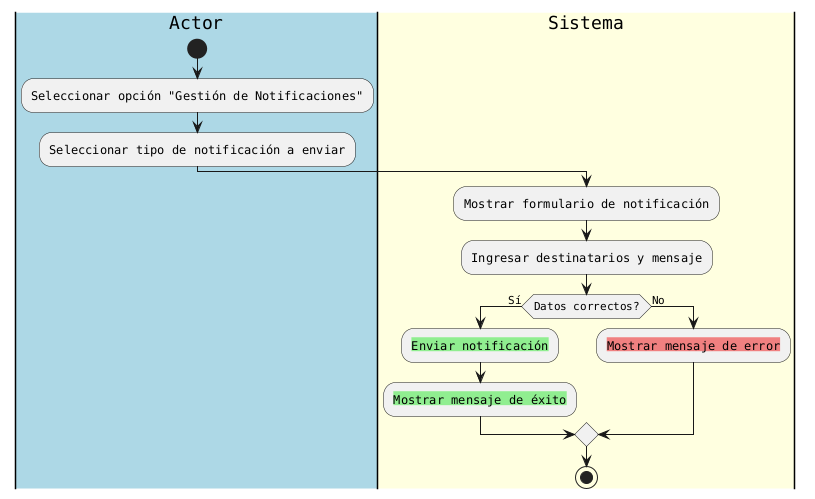 Actor
Sistema
Seleccionar opción "Gestión de Notificaciones"
Seleccionar tipo de notificación a enviar
Mostrar formulario de notificación
Ingresar destinatarios y mensaje
Sí
Datos correctos?
No
Enviar notificación
Mostrar mensaje de error
Mostrar mensaje de éxito